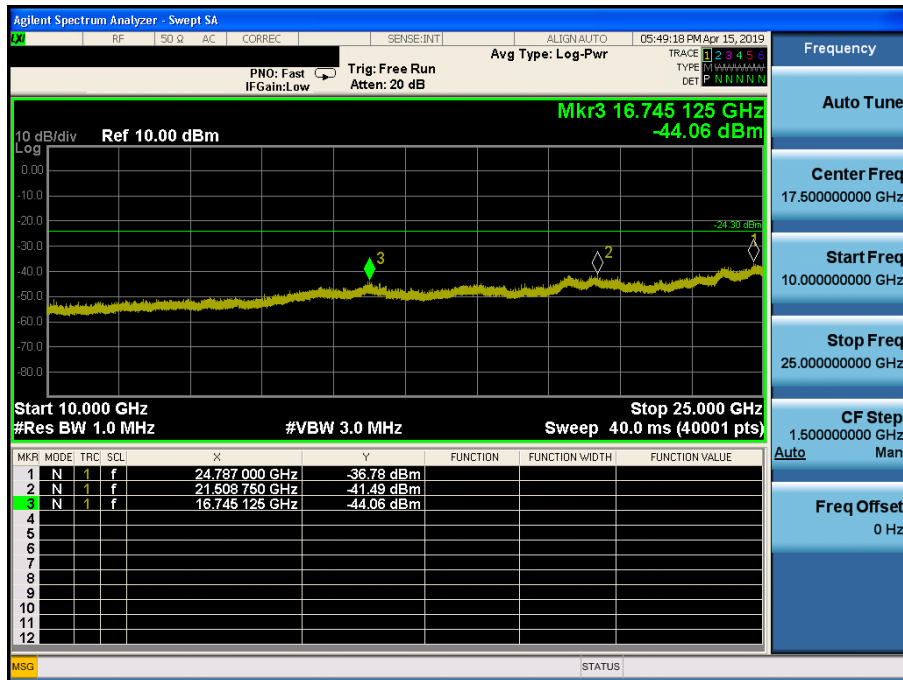 Agilent Spectrum Analyzer - Swept SA
LXI RF 50 Ω AC CORREC SENSE:INT ALIGN AUTO 05:49:18 PM Apr 15, 2019
PNO: Fast Trig: Free Run Avg Type: Log-Pwr TRACE 1 2 3 4 5 6
IFGain:Low Atten: 20 dB TYPE M
DET P N N N N N
Frequency
Mkr3 16.745 125 GHz
-44.06 dBm
10 dB/div Ref 10.00 dBm
Log
0.00
-10.0
-20.0
-24.30 dBm
-30.0
1
2
3
-40.0
-50.0
-60.0
-70.0
-80.0
Start 10.000 GHz Stop 25.000 GHz
#Res BW 1.0 MHz #VBW 3.0 MHz Sweep 40.0 ms (40001 pts)
MKR MODE TRC SCL X Y FUNCTION FUNCTION WIDTH FUNCTION VALUE
1 N 1 f 24.787 000 GHz -36.78 dBm
2 N 1 f 21.508 750 GHz -41.49 dBm
3 N 1 f 16.745 125 GHz -44.06 dBm
4
5
6
7
8
9
10
11
12
MSG STATUS
Auto Tune
Center Freq
17.500000000 GHz
Start Freq
10.000000000 GHz
Stop Freq
25.000000000 GHz
CF Step
1.500000000 GHz
Auto Man
Freq Offset
0 Hz